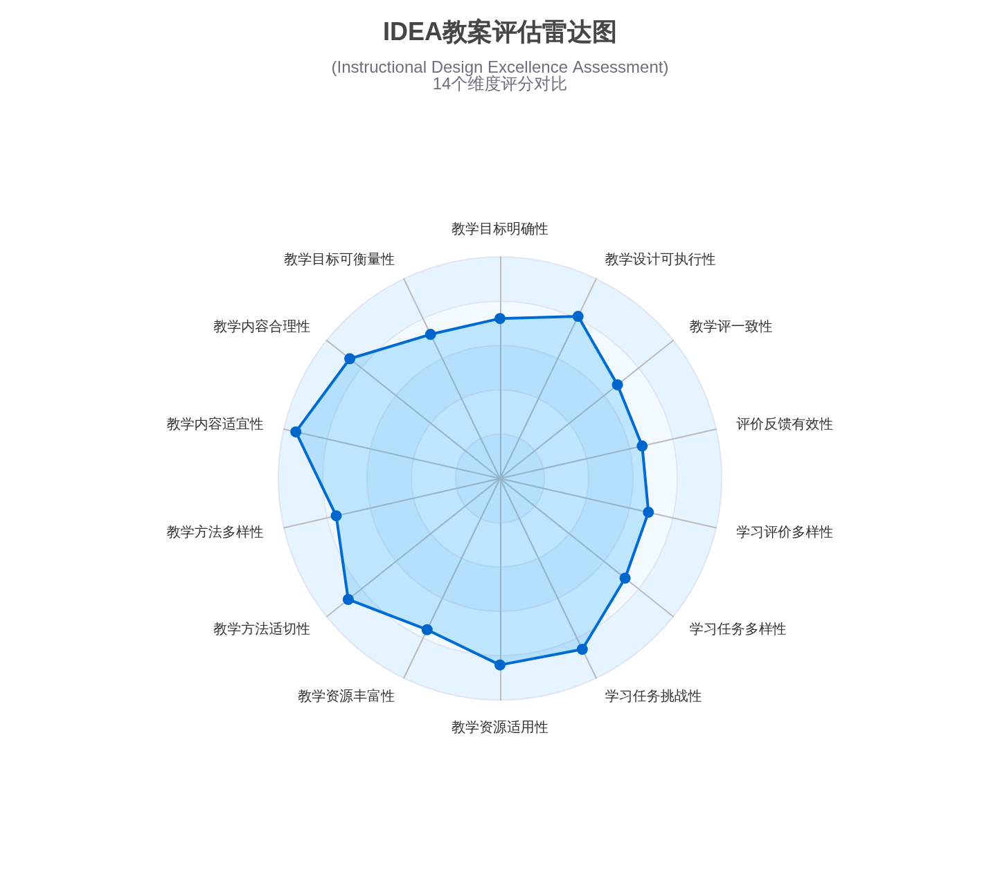 IDEA教案评估雷达图
(Instructional Design Excellence Assessment)
14个维度评分对比
教学目标明确性
教学目标可衡量性
教学设计可执行性
教学内容合理性
教学评一致性
教学内容适宜性
评价反馈有效性
教学方法多样性
学习评价多样性
教学方法适切性
学习任务多样性
教学资源丰富性
学习任务挑战性
教学资源适用性